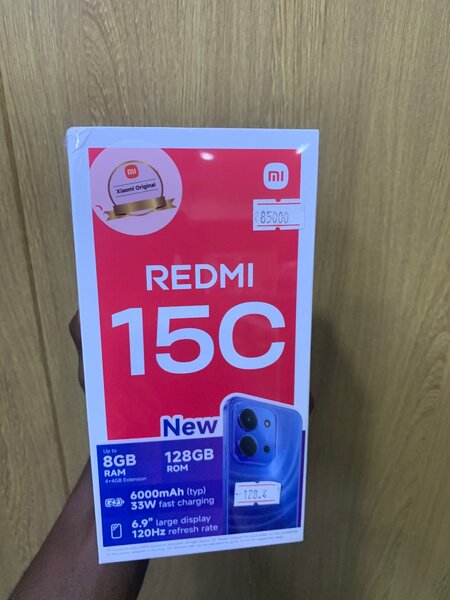 Xiaomi Original
85000
REDMI
15C
New
Up to
8GB
RAM
4+4GB Extension
128GB
ROM
6000mAh (typ)
33W fast charging
6.9" large display
120Hz refresh rate
128.4